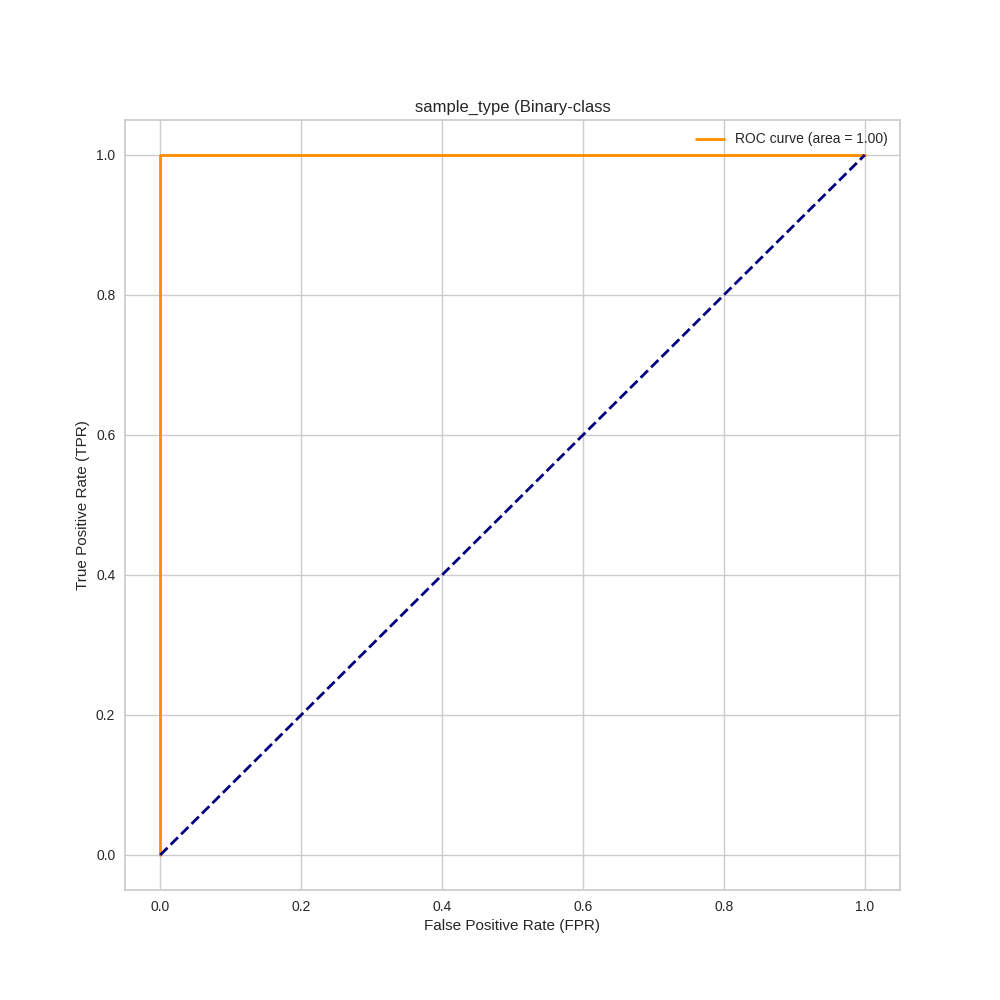 sample_type (Binary-class
ROC curve (area = 1.00)
1.0
0.8
0.6
0.4
0.2
0.0
True Positive Rate (TPR)
0.0 0.2 0.4 0.6 0.8 1.0
False Positive Rate (FPR)